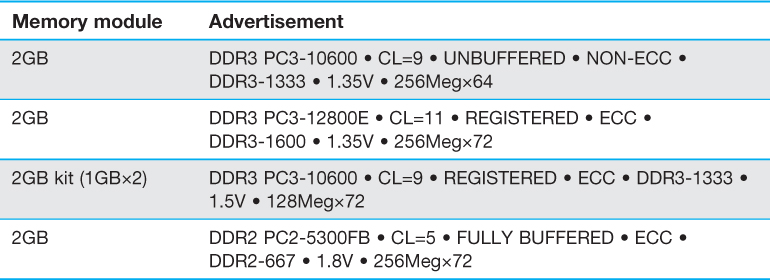 Memory module Advertisement
2GB DDR3 PC3-10600 • CL=9 • UNBUFFERED • NON-ECC •
DDR3-1333 • 1.35V • 256Meg×64
2GB DDR3 PC3-12800E • CL=11 • REGISTERED • ECC •
DDR3-1600 • 1.35V • 256Meg×72
2GB kit (1GB×2) DDR3 PC3-10600 • CL=9 • REGISTERED • ECC • DDR3-1333 •
1.5V • 128Meg×72
2GB DDR2 PC2-5300FB • CL=5 • FULLY BUFFERED • ECC •
DDR2-667 • 1.8V • 256Meg×72